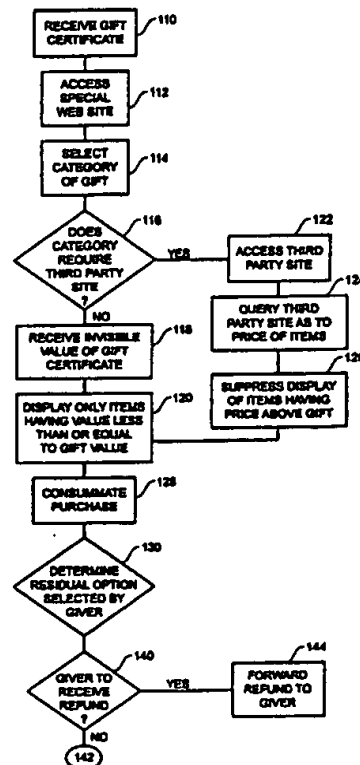 RECEIVE GIFT
CERTIFICATE
110
ACCESS
SPECIAL
WEB SITE
112
SELECT
CATEGORY
OF GIFT
114
DOES
CATEGORY
REQUIRE
THIRD PARTY
SITE
?
116
YES
NO
ACCESS THIRD
PARTY SITE
122
QUERY THIRD
PARTY SITE AS TO
PRICE OF ITEMS
124
SUPPRESS DISPLAY
OF ITEMS HAVING
PRICE ABOVE GIFT
126
RECEIVE INVISIBLE
VALUE OF GIFT
CERTIFICATE
118
DISPLAY ONLY ITEMS
HAVING VALUE LESS
THAN OR EQUAL
TO GIFT VALUE
120
CONSUMMATE
PURCHASE
128
DETERMINE
RESIDUAL OPTION
SELECTED BY
GIVER
130
GIVER TO
RECEIVE
REFUND
?
140
YES
NO
FORWARD
REFUND TO
GIVER
144
142